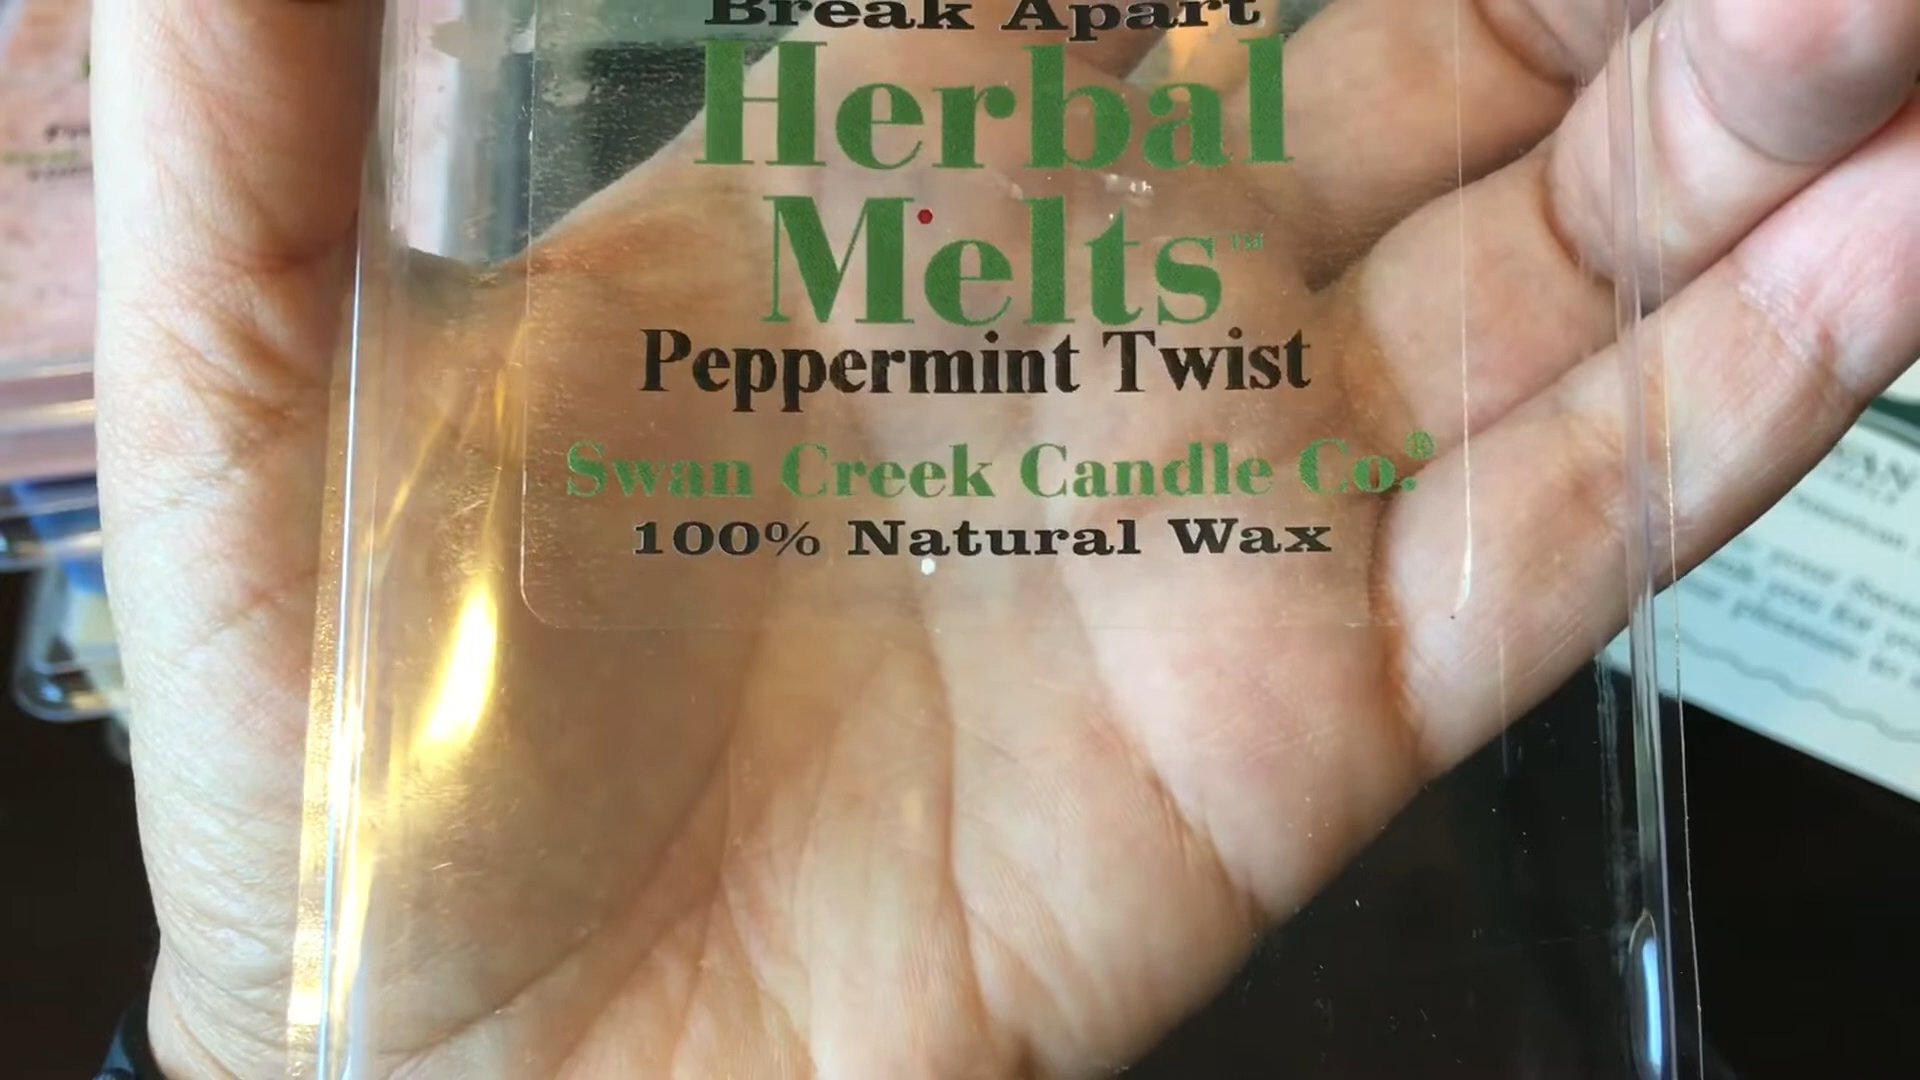 Break Apart
Herbal
Melts™
Peppermint Twist
Swan Creek Candle Co.®
100% Natural Wax